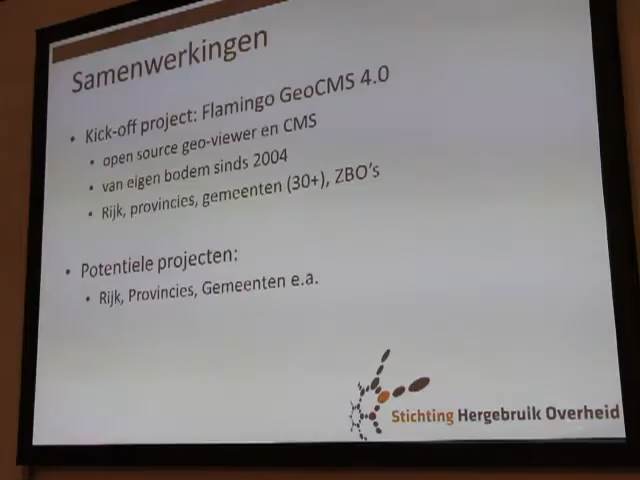 Samenwerkingen
• Kick-off project: Flamingo GeoCMS 4.0
• open source geo-viewer en CMS
• van eigen bodem sinds 2004
• Rijk, provincies, gemeenten (30+), ZBO's
• Potentiele projecten:
• Rijk, Provincies, Gemeenten e.a.
Stichting Hergebruik Overheid